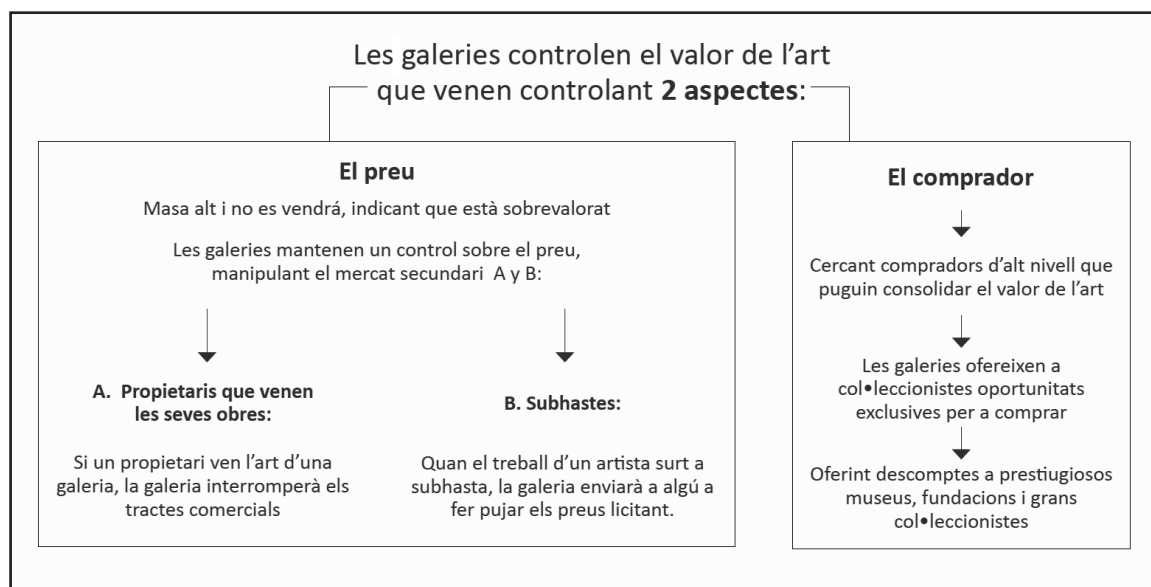 Les galeries controlen el valor de l’art
que venen controlant 2 aspectes:
El preu
Masa alt i no es vendrá, indicant que està sobrevalorat
Les galeries mantenen un control sobre el preu,
manipulant el mercat secundari A y B:
A. Propietaris que venen
les seves obres:
Si un propietari ven l’art d’una
galeria, la galeria interromperà els
tractes comercials
B. Subhastes:
Quan el treball d’un artista surt a
subhasta, la galeria enviarà a algú a
fer pujar els preus licitant.
El comprador
Cercant compradors d’alt nivell que
puguin consolidar el valor de l’art
Les galeries ofereixen a
col•leccionistes oportunitats
exclusives per a comprar
Oferint descomptes a prestiugiosos
museus, fundacions i grans
col•leccionistes